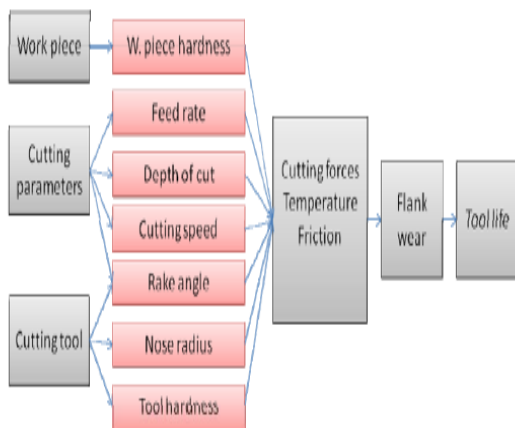 Work piece
W. piece hardness
Feed rate
Cutting
parameters
Depth of cut
Cutting speed
Rake angle
Cutting tool
Nose radius
Tool hardness
Cutting forces
Temperature
Friction
Flank
wear
Tool life